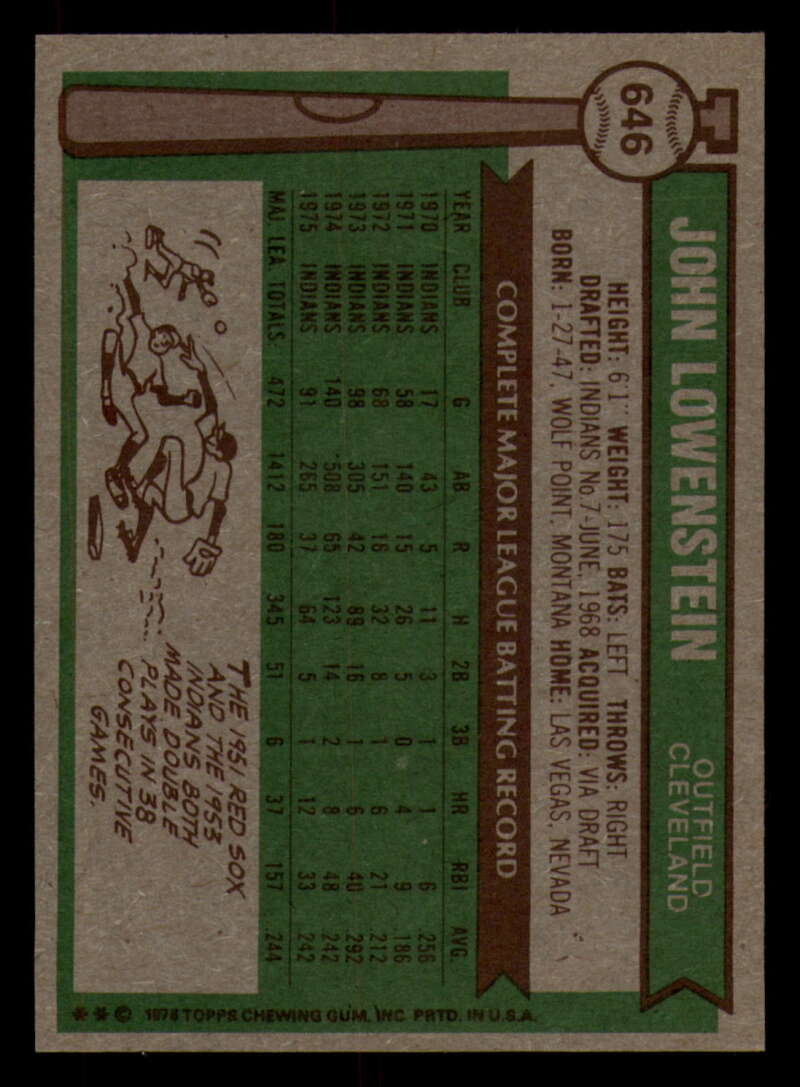 646
JOHN LOWENSTEIN
OUTFIELD
CLEVELAND
HEIGHT: 6'1" WEIGHT: 175 BATS: LEFT THROWS: RIGHT
DRAFTED: INDIANS No.7-JUNE, 1968 ACQUIRED: VIA DRAFT
BORN: 1-27-47, WOLF POINT, MONTANA HOME: LAS VEGAS, NEVADA
COMPLETE MAJOR LEAGUE BATTING RECORD
YEAR CLUB G AB R H 2B 3B HR RBI AVG.
1970 INDIANS 17 43 5 11 3 1 1 6 256
1971 INDIANS 58 140 15 26 5 0 4 9 186
1972 INDIANS 68 151 16 32 8 1 6 21 212
1973 INDIANS 98 305 42 89 16 1 6 40 292
1974 INDIANS 140 508 65 123 14 2 8 48 242
1975 INDIANS 91 265 37 64 5 1 12 33 242
MAJ. LEA. TOTALS 472 1412 180 345 51 6 37 157 244
THE 1951 RED SOX
AND THE 1953
INDIANS BOTH
MADE DOUBLE
PLAYS IN 38
CONSECUTIVE
GAMES.
** © 1976 TOPPS CHEWING GUM, INC. PRTD. IN U.S.A.